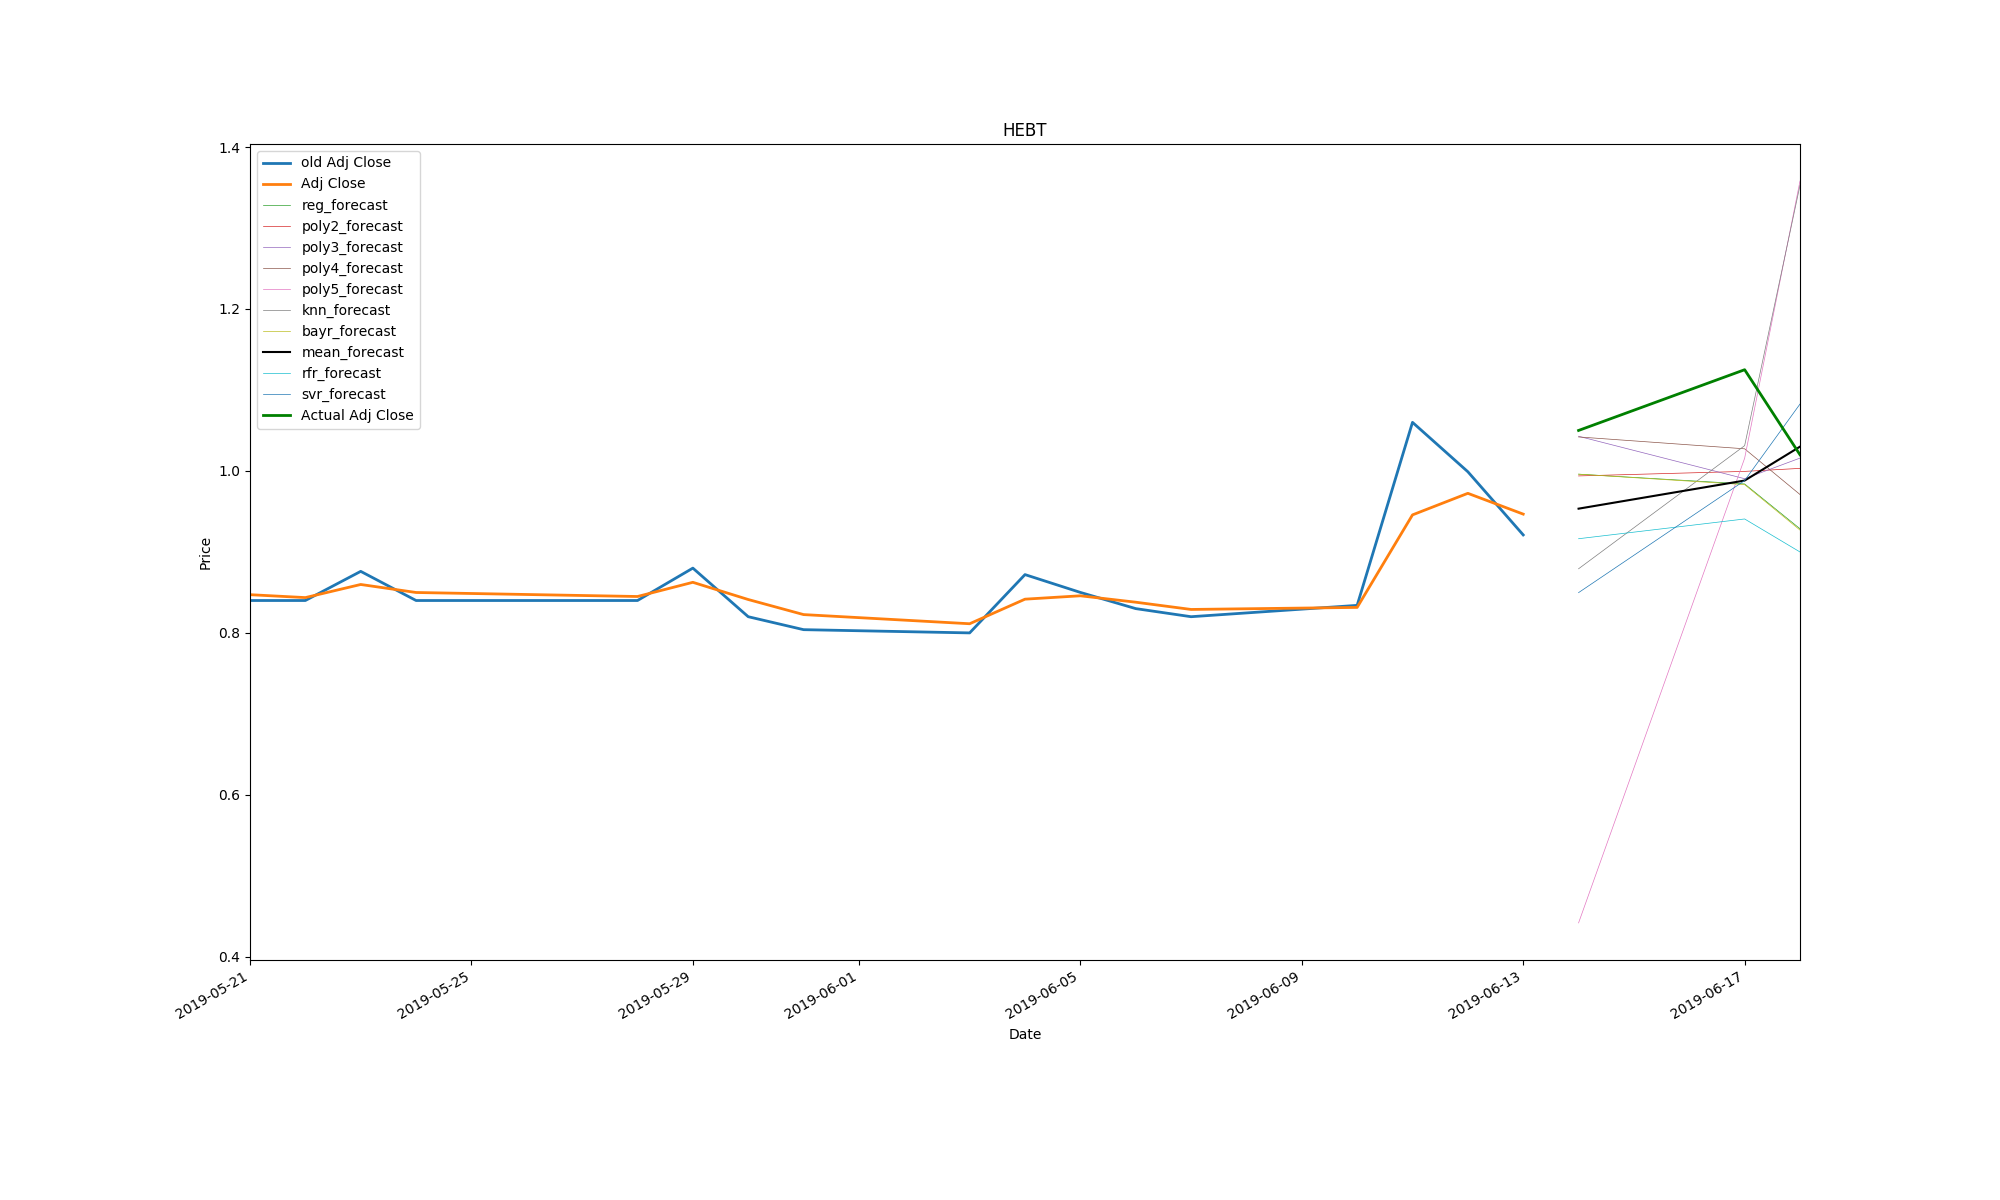 HEBT
1.4
1.2
1.0
0.8
0.6
0.4
Price
old Adj Close
Adj Close
reg_forecast
poly2_forecast
poly3_forecast
poly4_forecast
poly5_forecast
knn_forecast
bayr_forecast
mean_forecast
rfr_forecast
svr_forecast
Actual Adj Close
2019-05-21
2019-05-25
2019-05-29
2019-06-01
2019-06-05
2019-06-09
2019-06-13
2019-06-17
Date